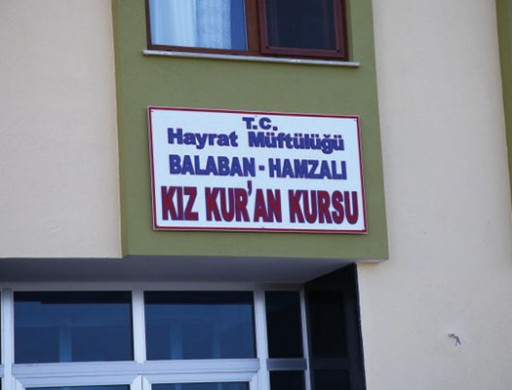 T.C.
Hayrat Müftülüğü
BALABAN - HAMZALI
KIZ KUR'AN KURSU